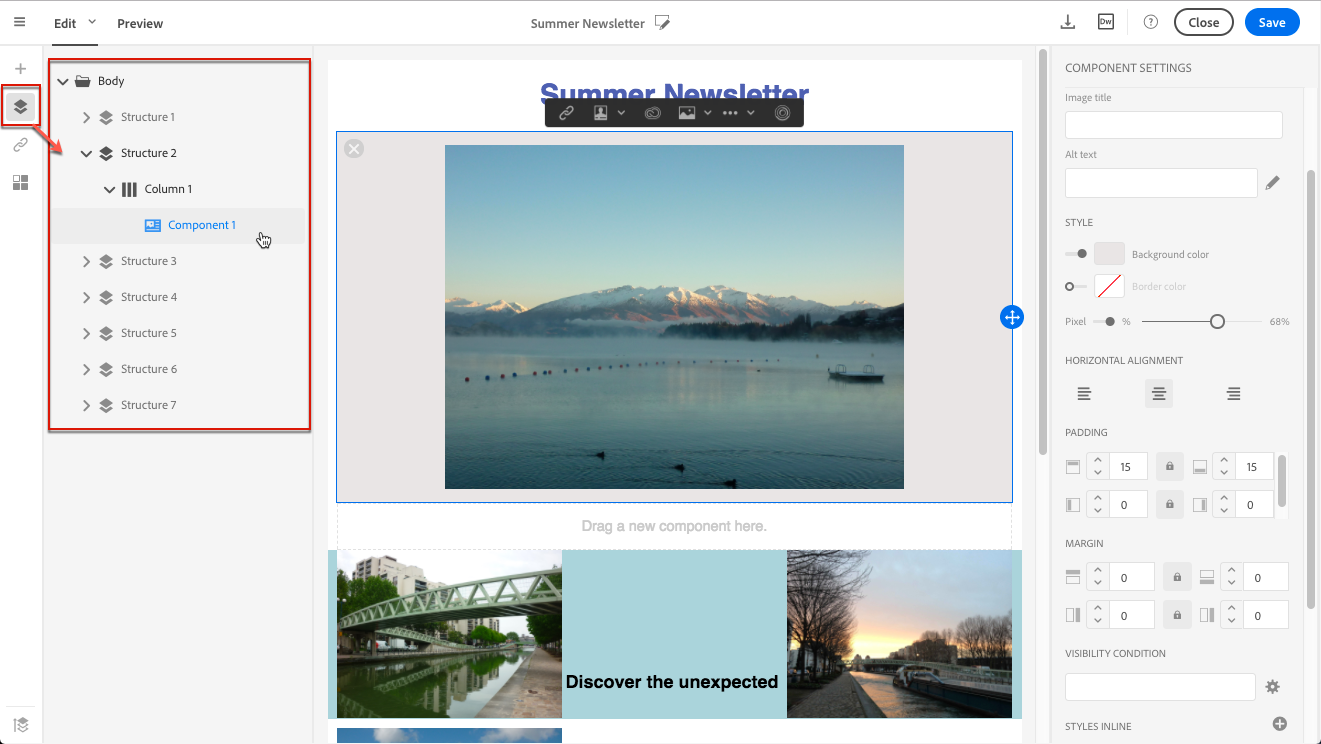 Edit
Preview
Summer Newsletter
Dw
?
Close
Save
Body
Structure 1
Structure 2
Column 1
Component 1
Structure 3
Structure 4
Structure 5
Structure 6
Structure 7
Summer Newsletter
Drag a new component here.
Discover the unexpected
COMPONENT SETTINGS
Image title
Alt text
STYLE
Background color
Border color
Pixel % 68%
HORIZONTAL ALIGNMENT
PADDING
15 15
0 0
MARGIN
0 0
0 0
VISIBILITY CONDITION
STYLES INLINE